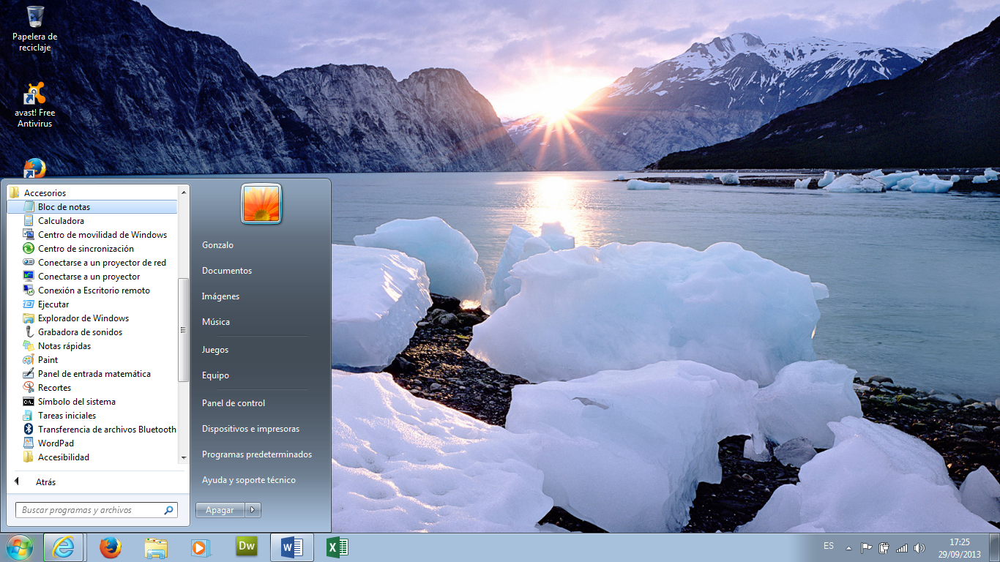 Papelera de
reciclaje
avast! Free
Antivirus
Accesorios
Bloc de notas
Calculadora
Centro de movilidad de Windows
Centro de sincronización
Conectarse a un proyector de red
Conectarse a un proyector
Conexión a Escritorio remoto
Ejecutar
Explorador de Windows
Grabadora de sonidos
Notas rápidas
Paint
Panel de entrada matemática
Recortes
Símbolo del sistema
Tareas iniciales
Transferencia de archivos Bluetooth
WordPad
Accesibilidad
Atrás
Buscar programas y archivos
Gonzalo
Documentos
Imágenes
Música
Juegos
Equipo
Panel de control
Dispositivos e impresoras
Programas predeterminados
Ayuda y soporte técnico
Apagar
Dw
ES
17:25
29/09/2013